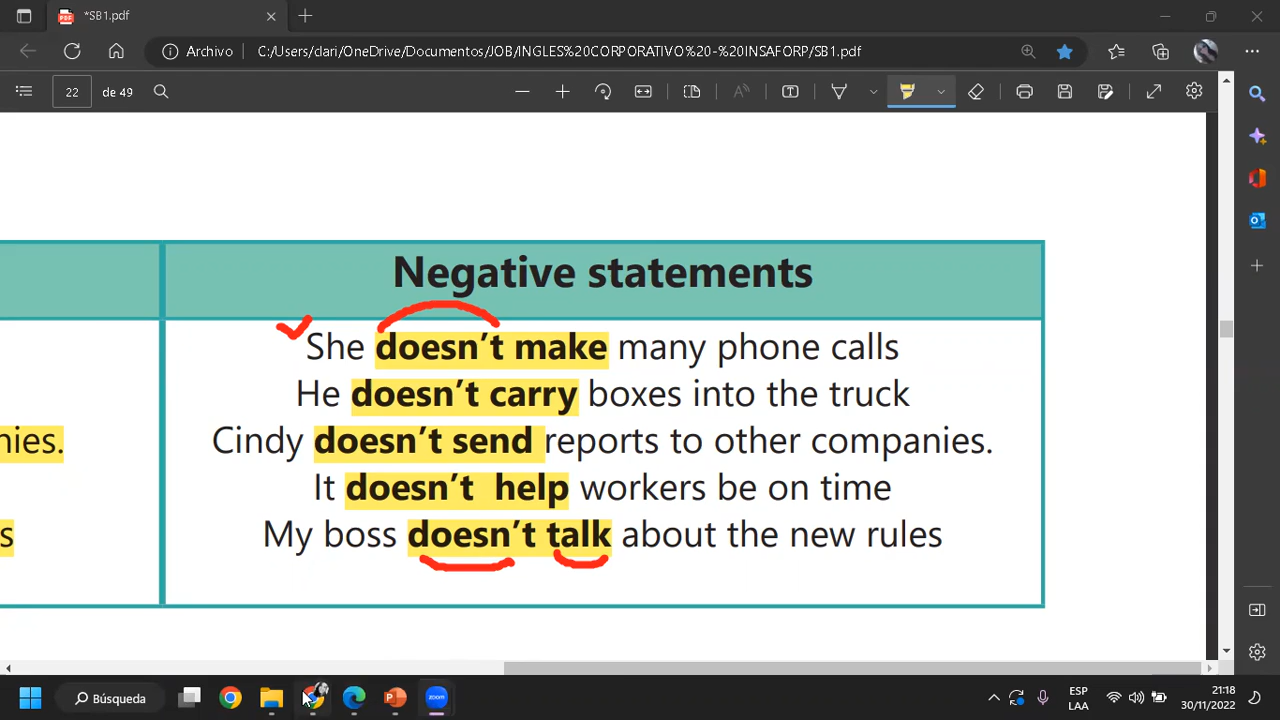 *SB1.pdf
Archivo C:/Users/clari/OneDrive/Documentos/JOB/INGLES%20CORPORATIVO%20-%20INSAFORP/SB1.pdf
22 de 49
Negative statements
She doesn't make many phone calls
He doesn't carry boxes into the truck
nies. Cindy doesn't send reports to other companies.
It doesn't help workers be on time
s My boss doesn't talk about the new rules
Búsqueda
zoom
ESP
LAA
21:18
30/11/2022